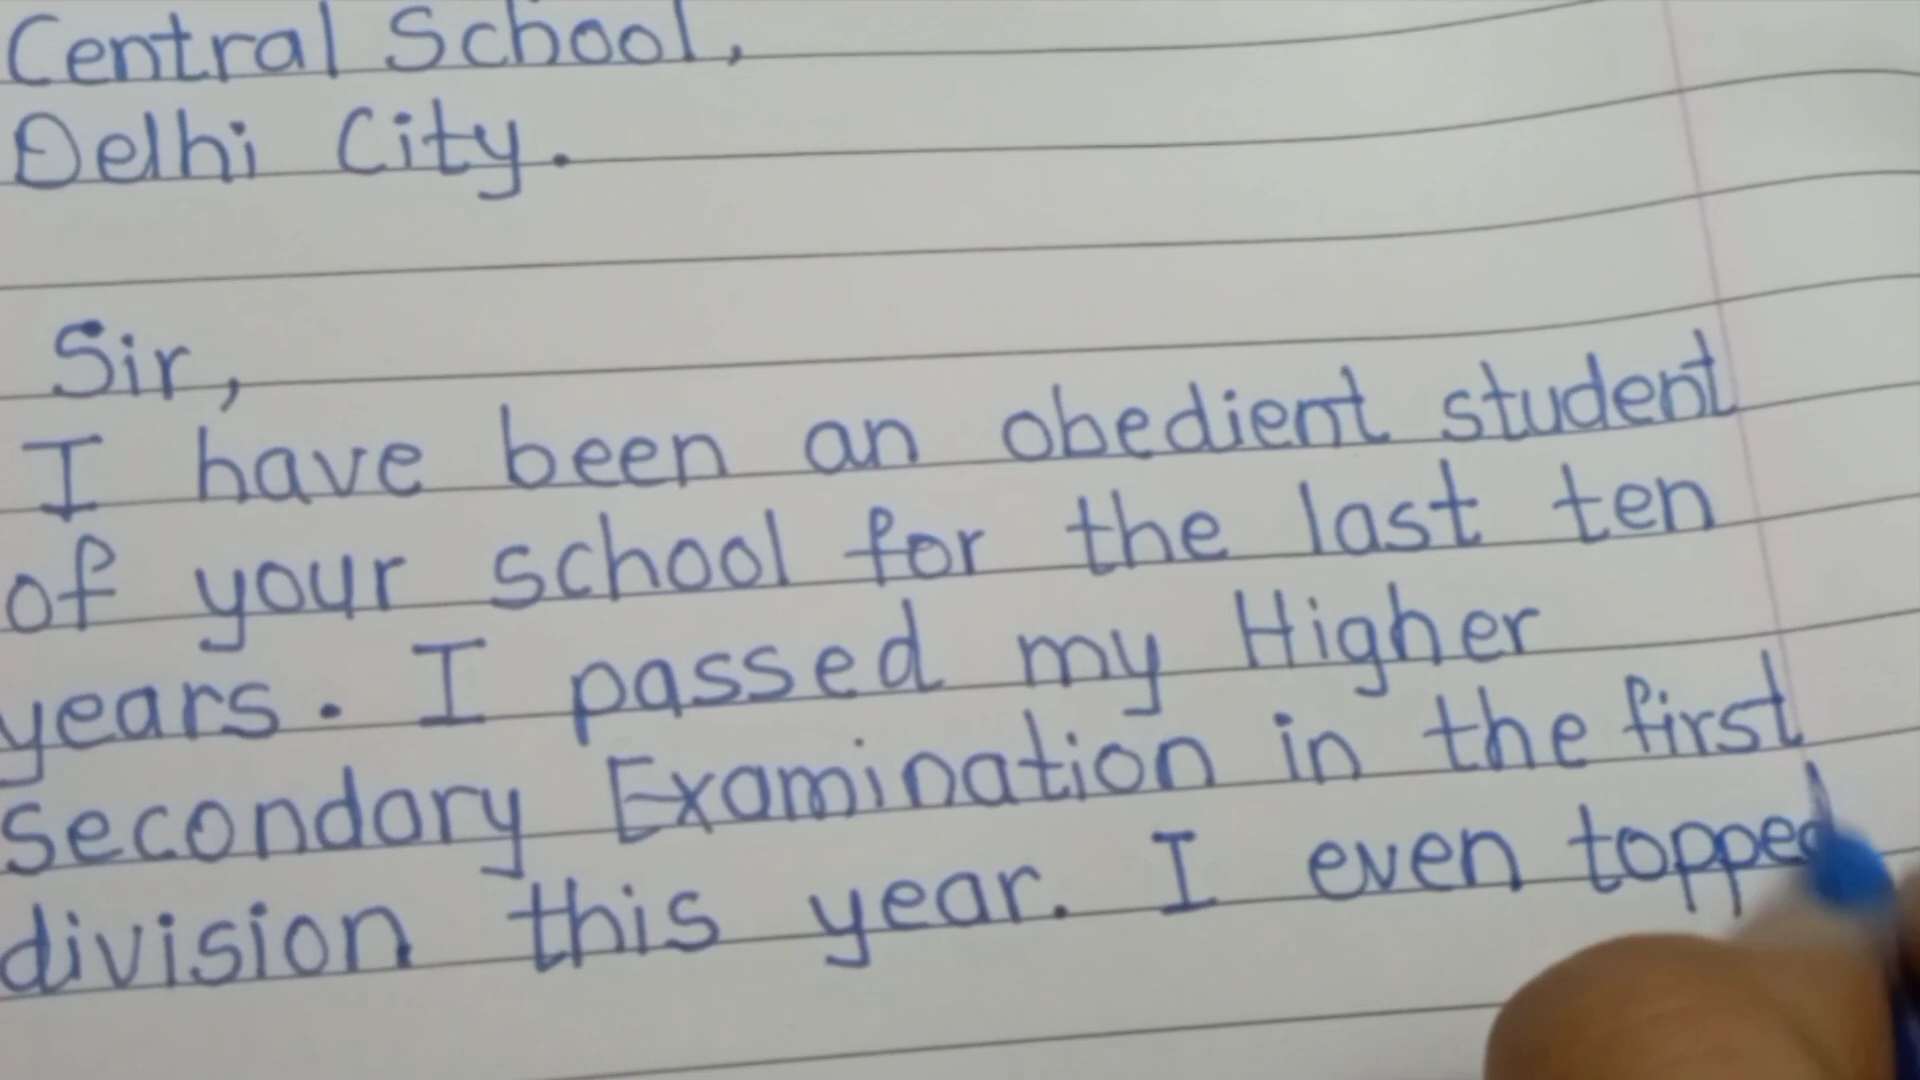 Central School,
Delhi City.
Sir,
I have been an obedient student
of your school for the last ten
years. I passed my Higher
Secondary Examination in the first
division this year. I even topped